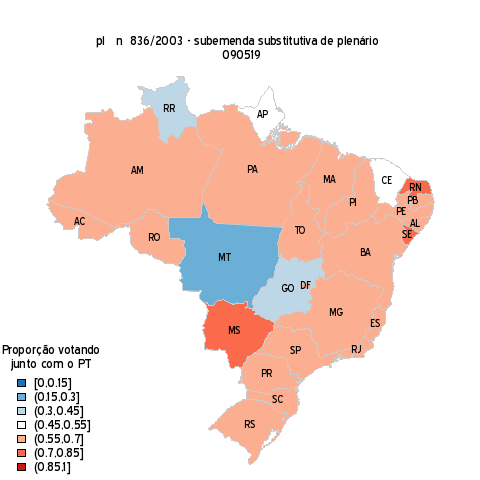 pl n 836/2003 - subemenda substitutiva de plenário
090519
RR
AP
AM
PA
MA
CE
RN
PB
PI
PE
AL
SE
AC
RO
TO
BA
MT
GO
DF
MG
ES
MS
SP
RJ
PR
SC
RS
Proporção votando
junto com o PT
[0,0.15]
(0.15,0.3]
(0.3,0.45]
(0.45,0.55]
(0.55,0.7]
(0.7,0.85]
(0.85,1]